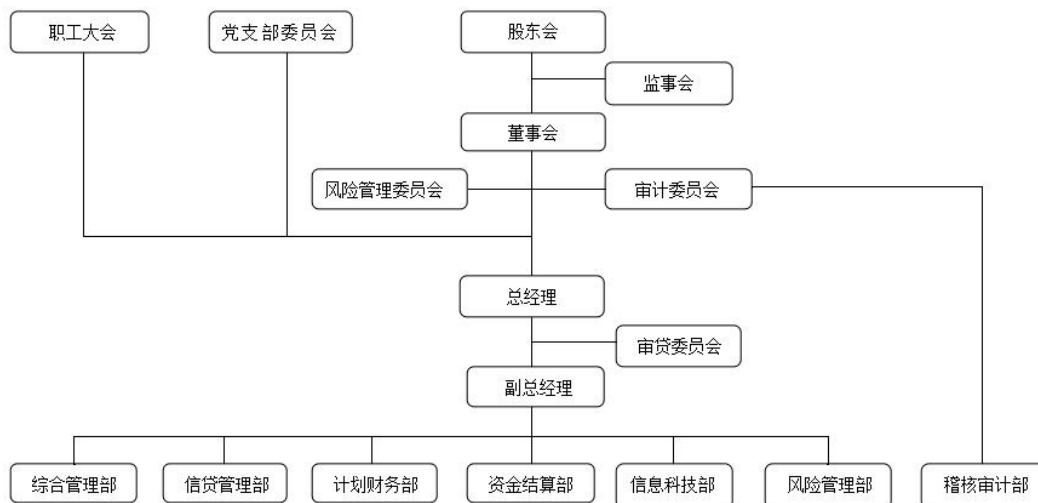 职工大会
党支部委员会
股东会
监事会
董事会
风险管理委员会
审计委员会
总经理
审贷委员会
副总经理
综合管理部
信贷管理部
计划财务部
资金结算部
信息科技部
风险管理部
稽核审计部